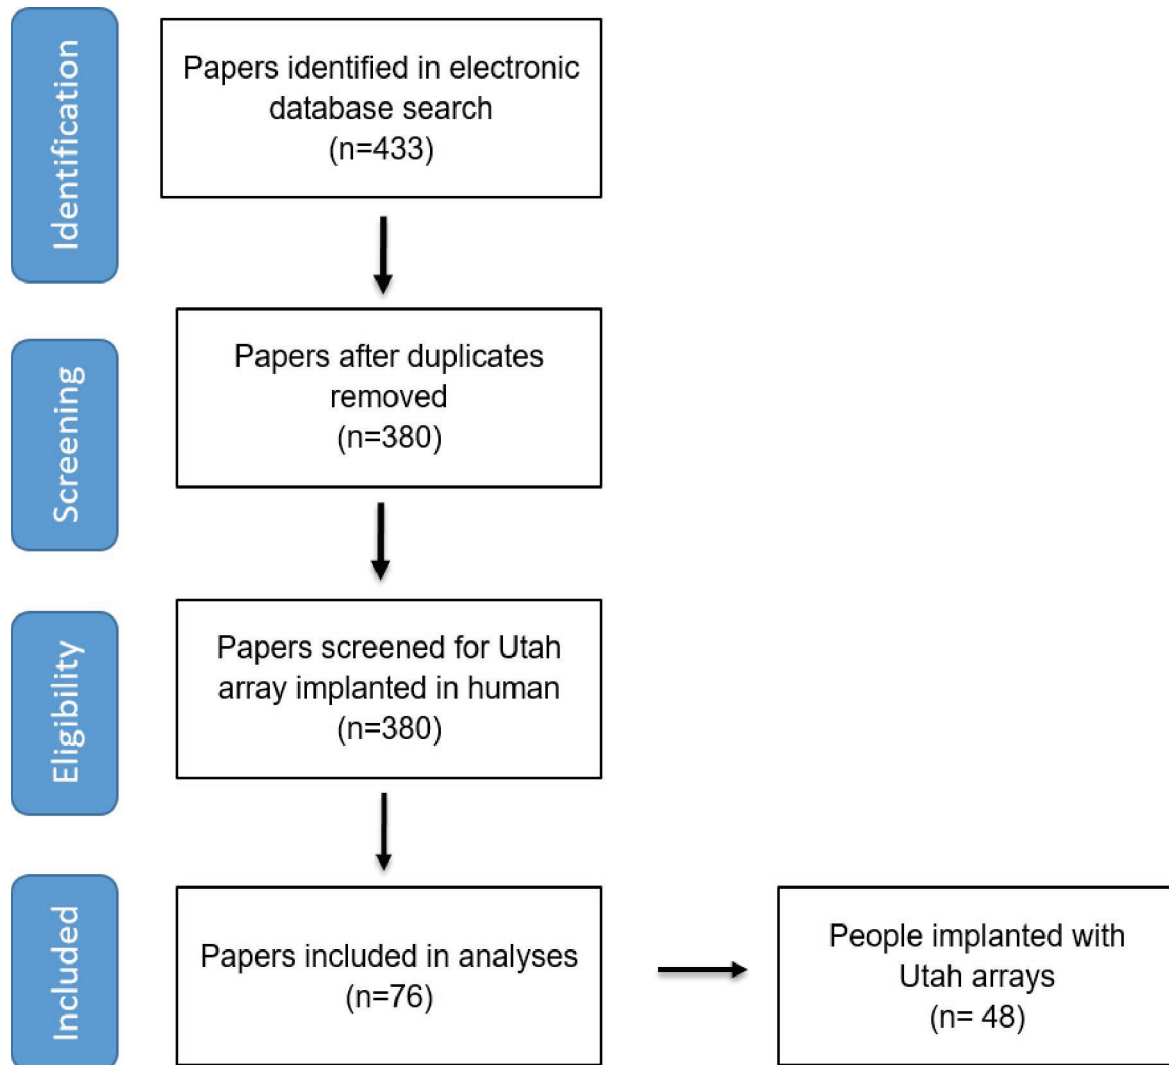 Identification
Papers identified in electronic
database search
(n=433)
Screening
Papers after duplicates
removed
(n=380)
Eligibility
Papers screened for Utah
array implanted in human
(n=380)
Included
Papers included in analyses
(n=76)
People implanted with
Utah arrays
(n= 48)